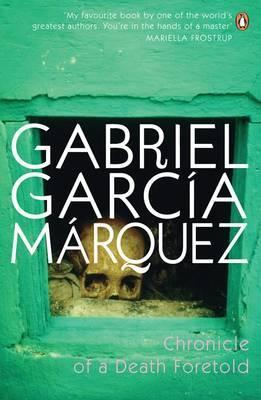 'My favourite book by one of the world's
greatest authors. You're in the hands of a master'
MARIELLA FROSTRUP
GABRIEL
GARCÍA
MÁRQUEZ
Chronicle
of a Death Foretold